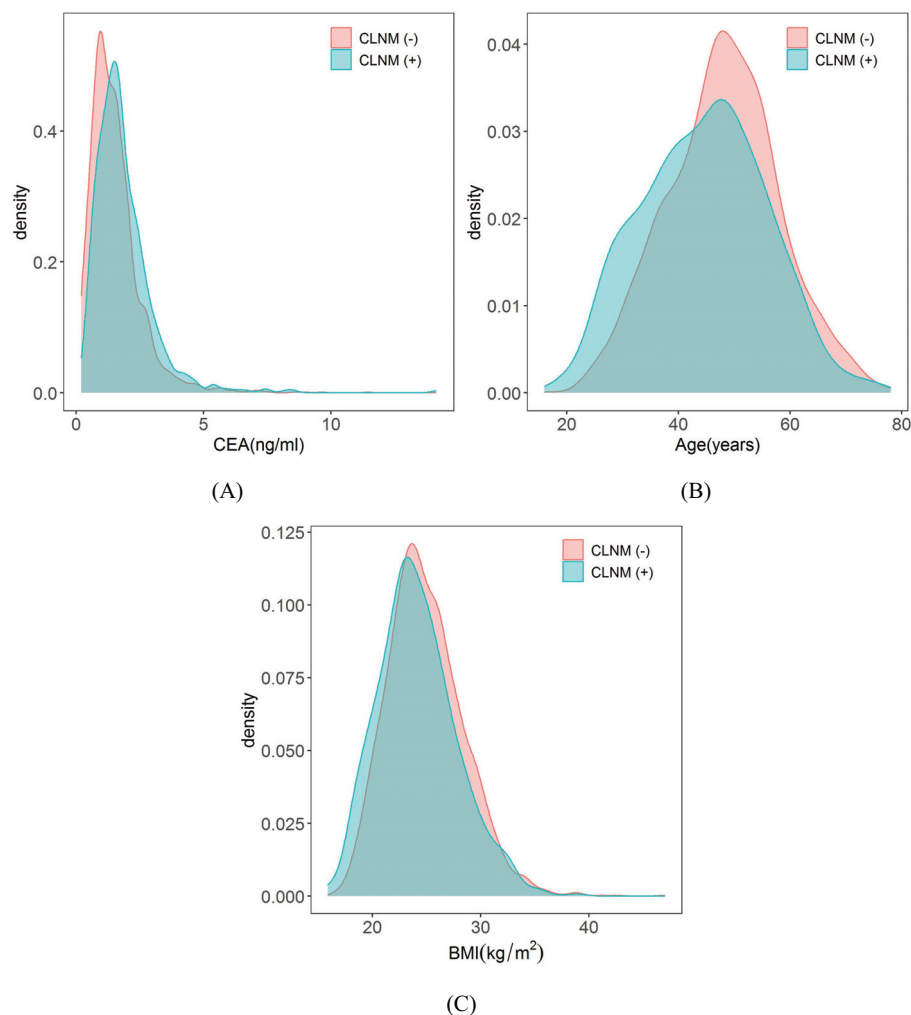 CLNM (-)
CLNM (+)
0.4
0.2
0.0
density
0
5
10
CEA(ng/ml)
(A)
CLNM (-)
CLNM (+)
0.04
0.03
0.02
0.01
0.00
density
20
40
60
80
Age(years)
(B)
CLNM (-)
CLNM (+)
0.125
0.100
0.075
0.050
0.025
0.000
density
20
30
40
BMI(kg/m²)
(C)